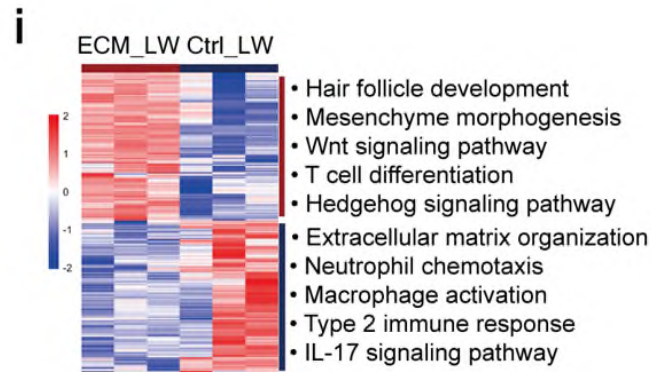 i
ECM_LW Ctrl_LW
2
1
0
-1
-2
• Hair follicle development
• Mesenchyme morphogenesis
• Wnt signaling pathway
• T cell differentiation
• Hedgehog signaling pathway
• Extracellular matrix organization
• Neutrophil chemotaxis
• Macrophage activation
• Type 2 immune response
• IL-17 signaling pathway